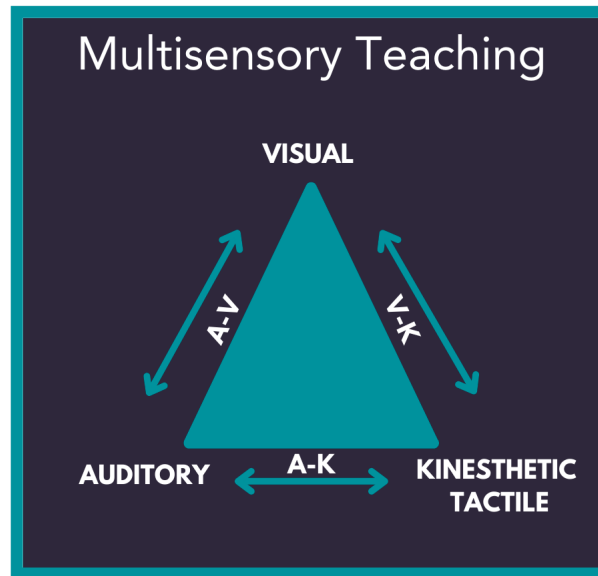 Multisensory Teaching
VISUAL
A-V
V-K
AUDITORY
A-K
KINESTHETIC
TACTILE